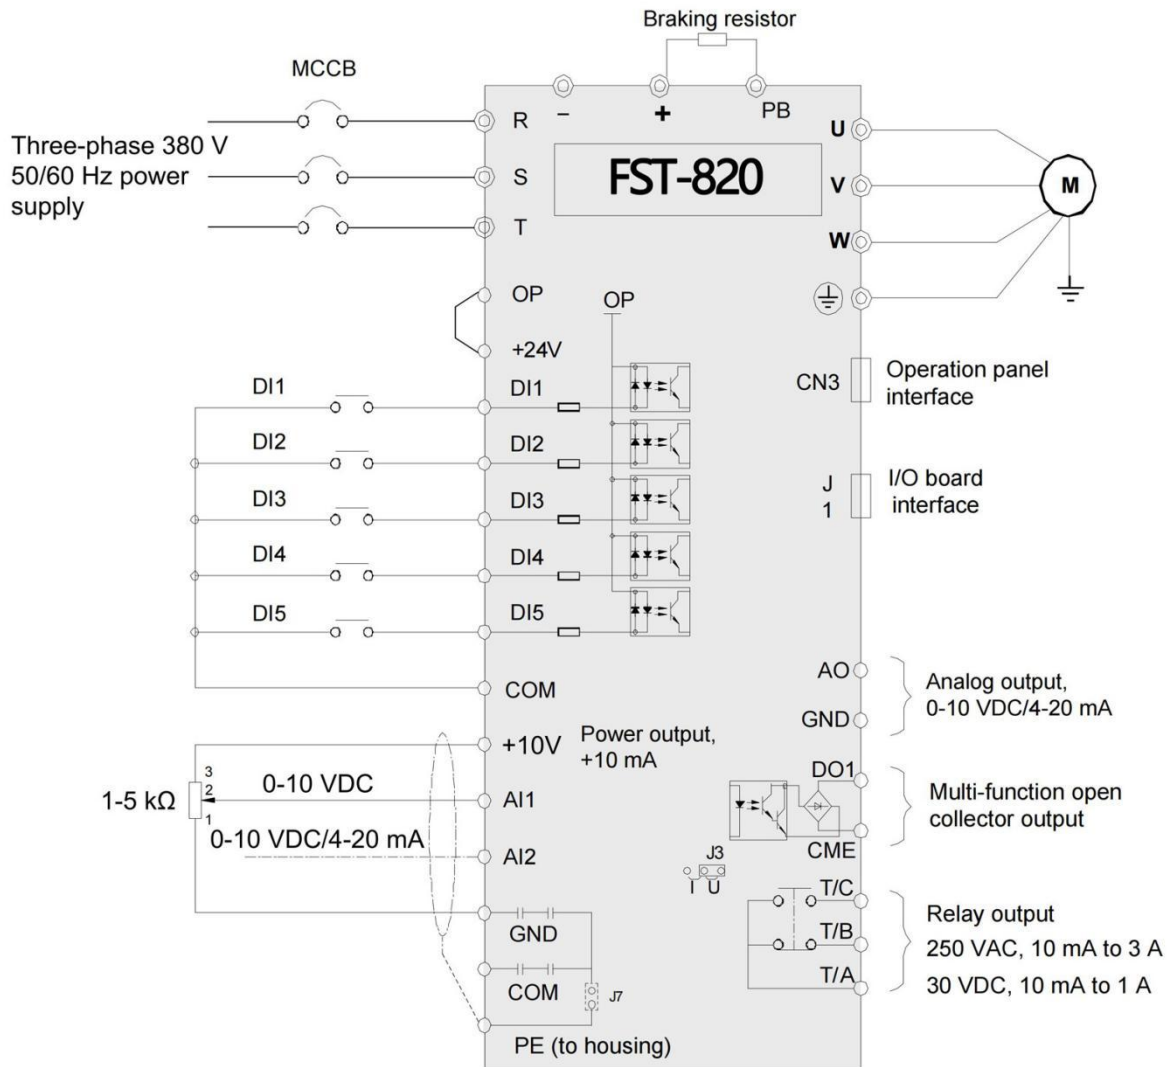 Braking resistor
MCCB
Three-phase 380 V
50/60 Hz power
supply
R
–
+
PB
S
T
FST-820
U
V
W
M
OP
OP
+24V
DI1
DI1
DI2
DI2
DI3
DI3
DI4
DI4
DI5
DI5
COM
CN3
Operation panel
interface
J
1
I/O board
interface
AO
GND
Analog output,
0-10 VDC/4-20 mA
+10V
Power output,
+10 mA
3
2
1
1-5 kΩ
0-10 VDC
AI1
0-10 VDC/4-20 mA
AI2
DO1
CME
Multi-function open
collector output
J3
I U
T/C
T/B
T/A
Relay output
250 VAC, 10 mA to 3 A
30 VDC, 10 mA to 1 A
GND
COM
J7
PE (to housing)